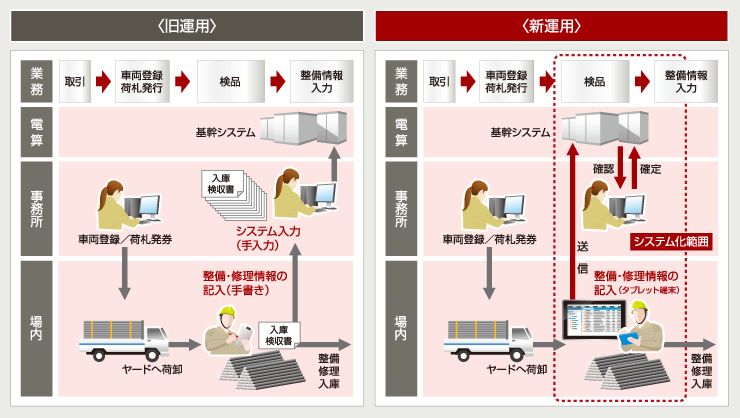 〈旧運用〉
業務
取引
車両登録
荷札発行
検品
整備情報
入力
電算
基幹システム
事務所
入庫
検収書
車両登録／荷札発券
システム入力
（手入力）
場内
整備・修理情報の
記入（手書き）
入庫
検収書
ヤードへ荷卸
整備
修理
入庫
〈新運用〉
業務
取引
車両登録
荷札発行
検品
整備情報
入力
電算
基幹システム
事務所
確認
確定
車両登録／荷札発券
送信
システム化範囲
場内
整備・修理情報の
記入（タブレット端末）
ヤードへ荷卸
整備
修理
入庫